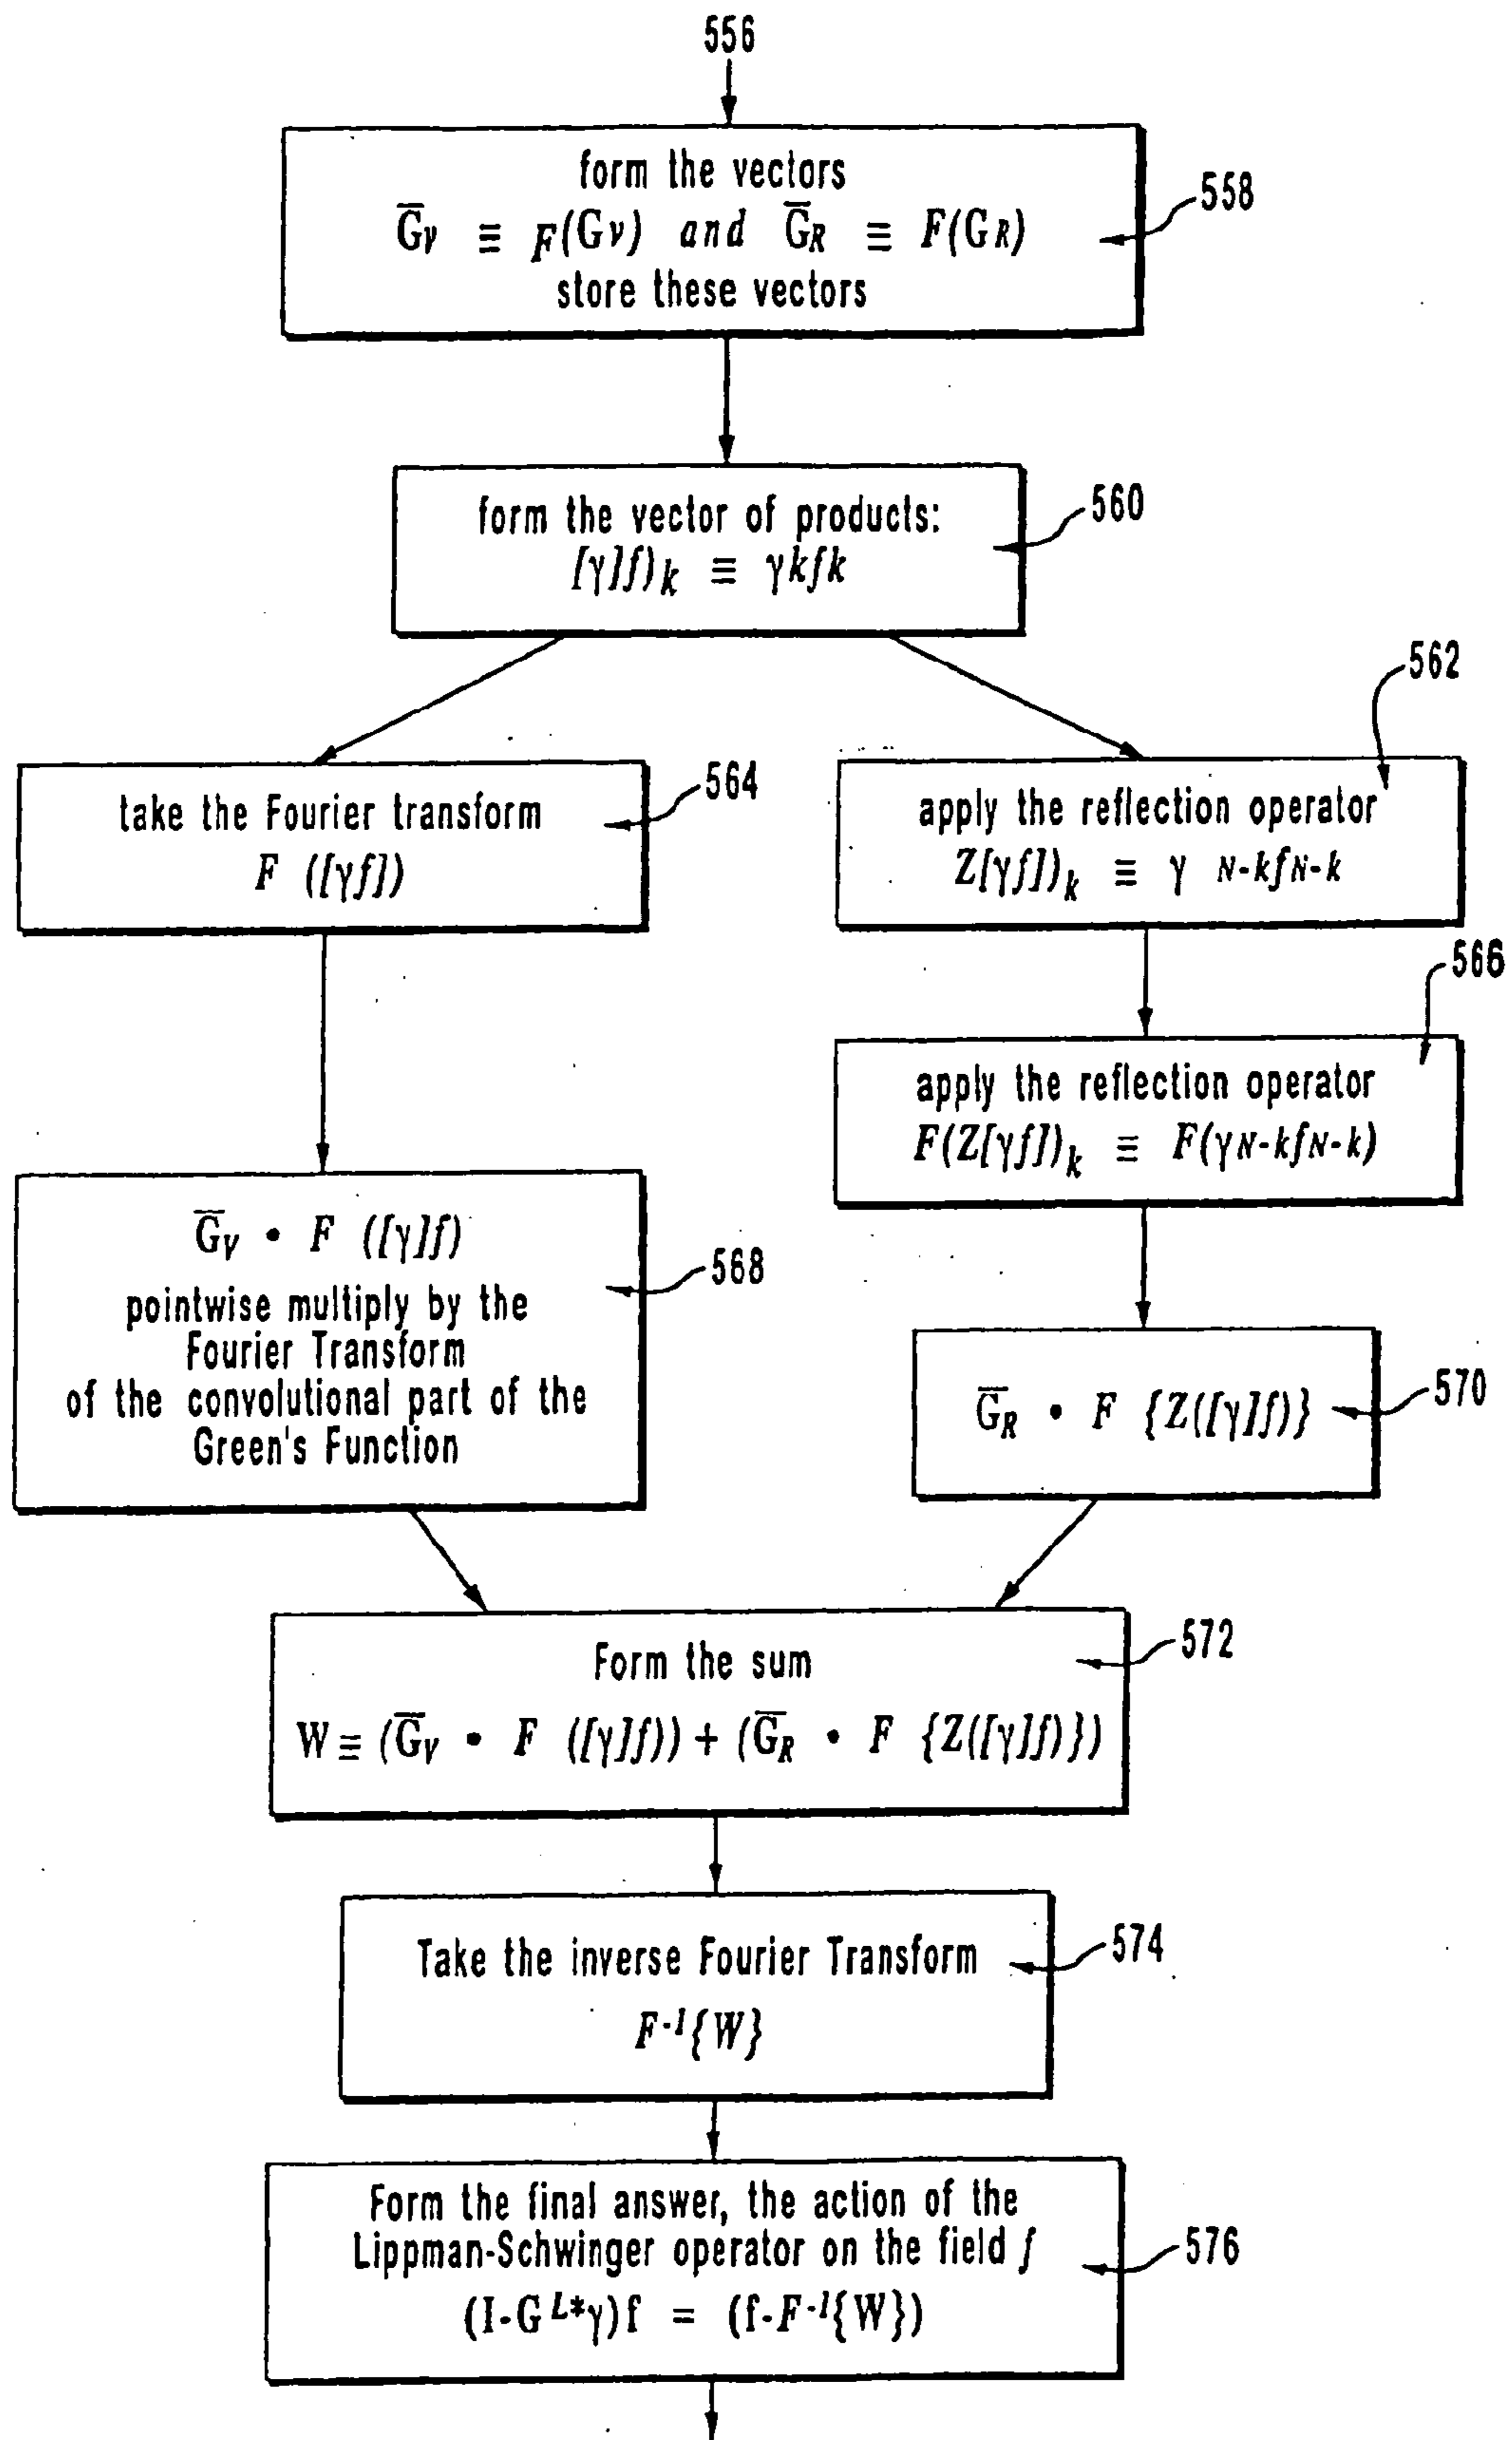 556
form the vectors
G̅V ≡ F(GV) and G̅R ≡ F(GR)
store these vectors
558
form the vector of products:
[γ]f)k ≡ γkfk
560
562
take the Fourier transform
F ([γf])
564
apply the reflection operator
Z[γf])k ≡ γ N-kfN-k
566
apply the reflection operator
F(Z[γf])k ≡ F(γN-kfN-k)
G̅V • F ([γ]f)
pointwise multiply by the
Fourier Transform
of the convolutional part of the
Green's Function
568
G̅R • F {Z([γ]f)}
570
Form the sum
W ≡ (G̅V • F ([γ]f)) + (G̅R • F {Z([γ]f)})
572
Take the inverse Fourier Transform
F-1{W}
574
Form the final answer, the action of the
Lippman-Schwinger operator on the field f
(I-GL*γ)f = (f-F-1{W})
576